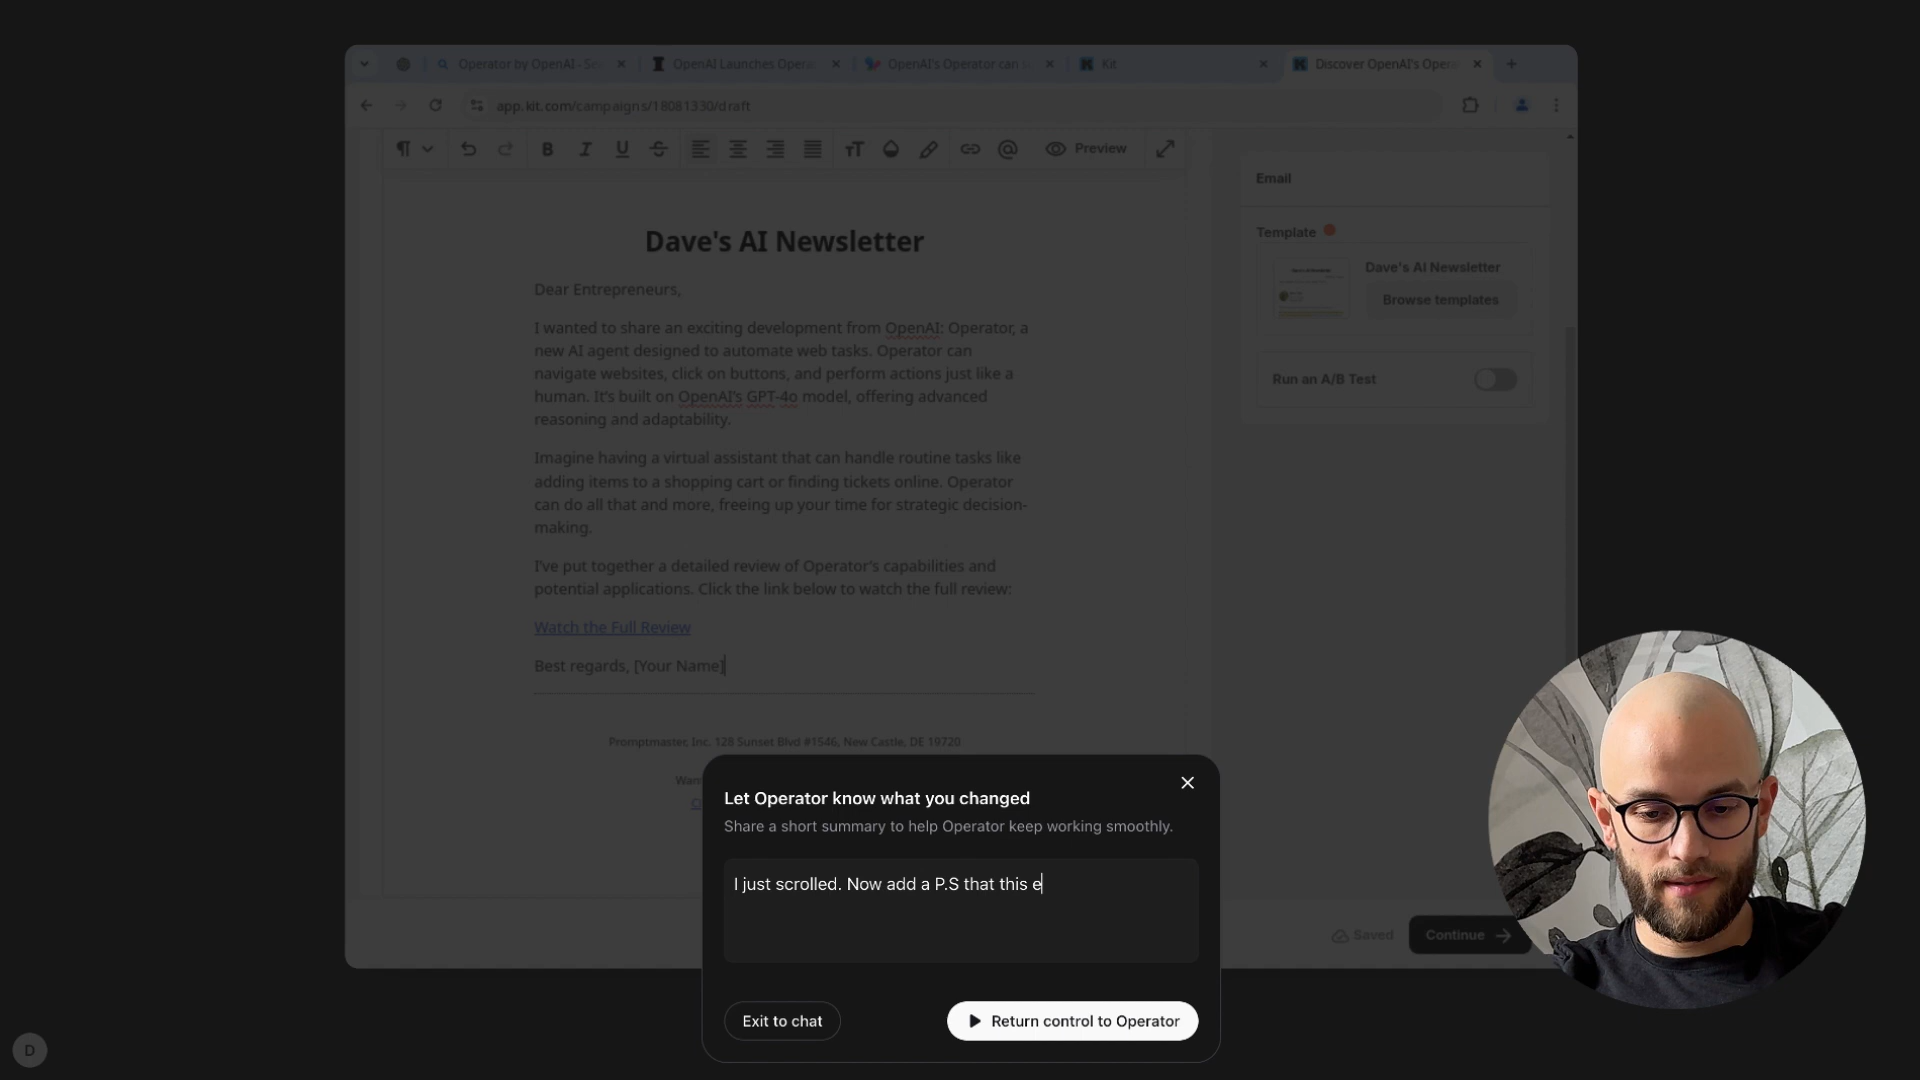 Operator by OpenAI - Se
OpenAI Launches Opera
OpenAI's Operator can
Kit
Discover OpenAI's Opera
app.kit.com/campaigns/18081330/draft
Preview
Dave's AI Newsletter
Dear Entrepreneurs,
I wanted to share an exciting development from OpenAI: Operator, a
new AI agent designed to automate web tasks. Operator can
navigate websites, click on buttons, and perform actions just like a
human. It's built on OpenAI's GPT-4o model, offering advanced
reasoning and adaptability.
Imagine having a virtual assistant that can handle routine tasks like
adding items to a shopping cart or finding tickets online. Operator
can do all that and more, freeing up your time for strategic decision-
making.
I've put together a detailed review of Operator's capabilities and
potential applications. Click the link below to watch the full review:
Watch the Full Review
Best regards, [Your Name]
Promptmaster, Inc. 128 Sunset Blvd #1546, New Castle, DE 19720
Email
Template
Dave's AI Newsletter
Browse templates
Run an A/B Test
Saved
Continue
Let Operator know what you changed
Share a short summary to help Operator keep working smoothly.
I just scrolled. Now add a P.S that this e
Exit to chat
Return control to Operator
D